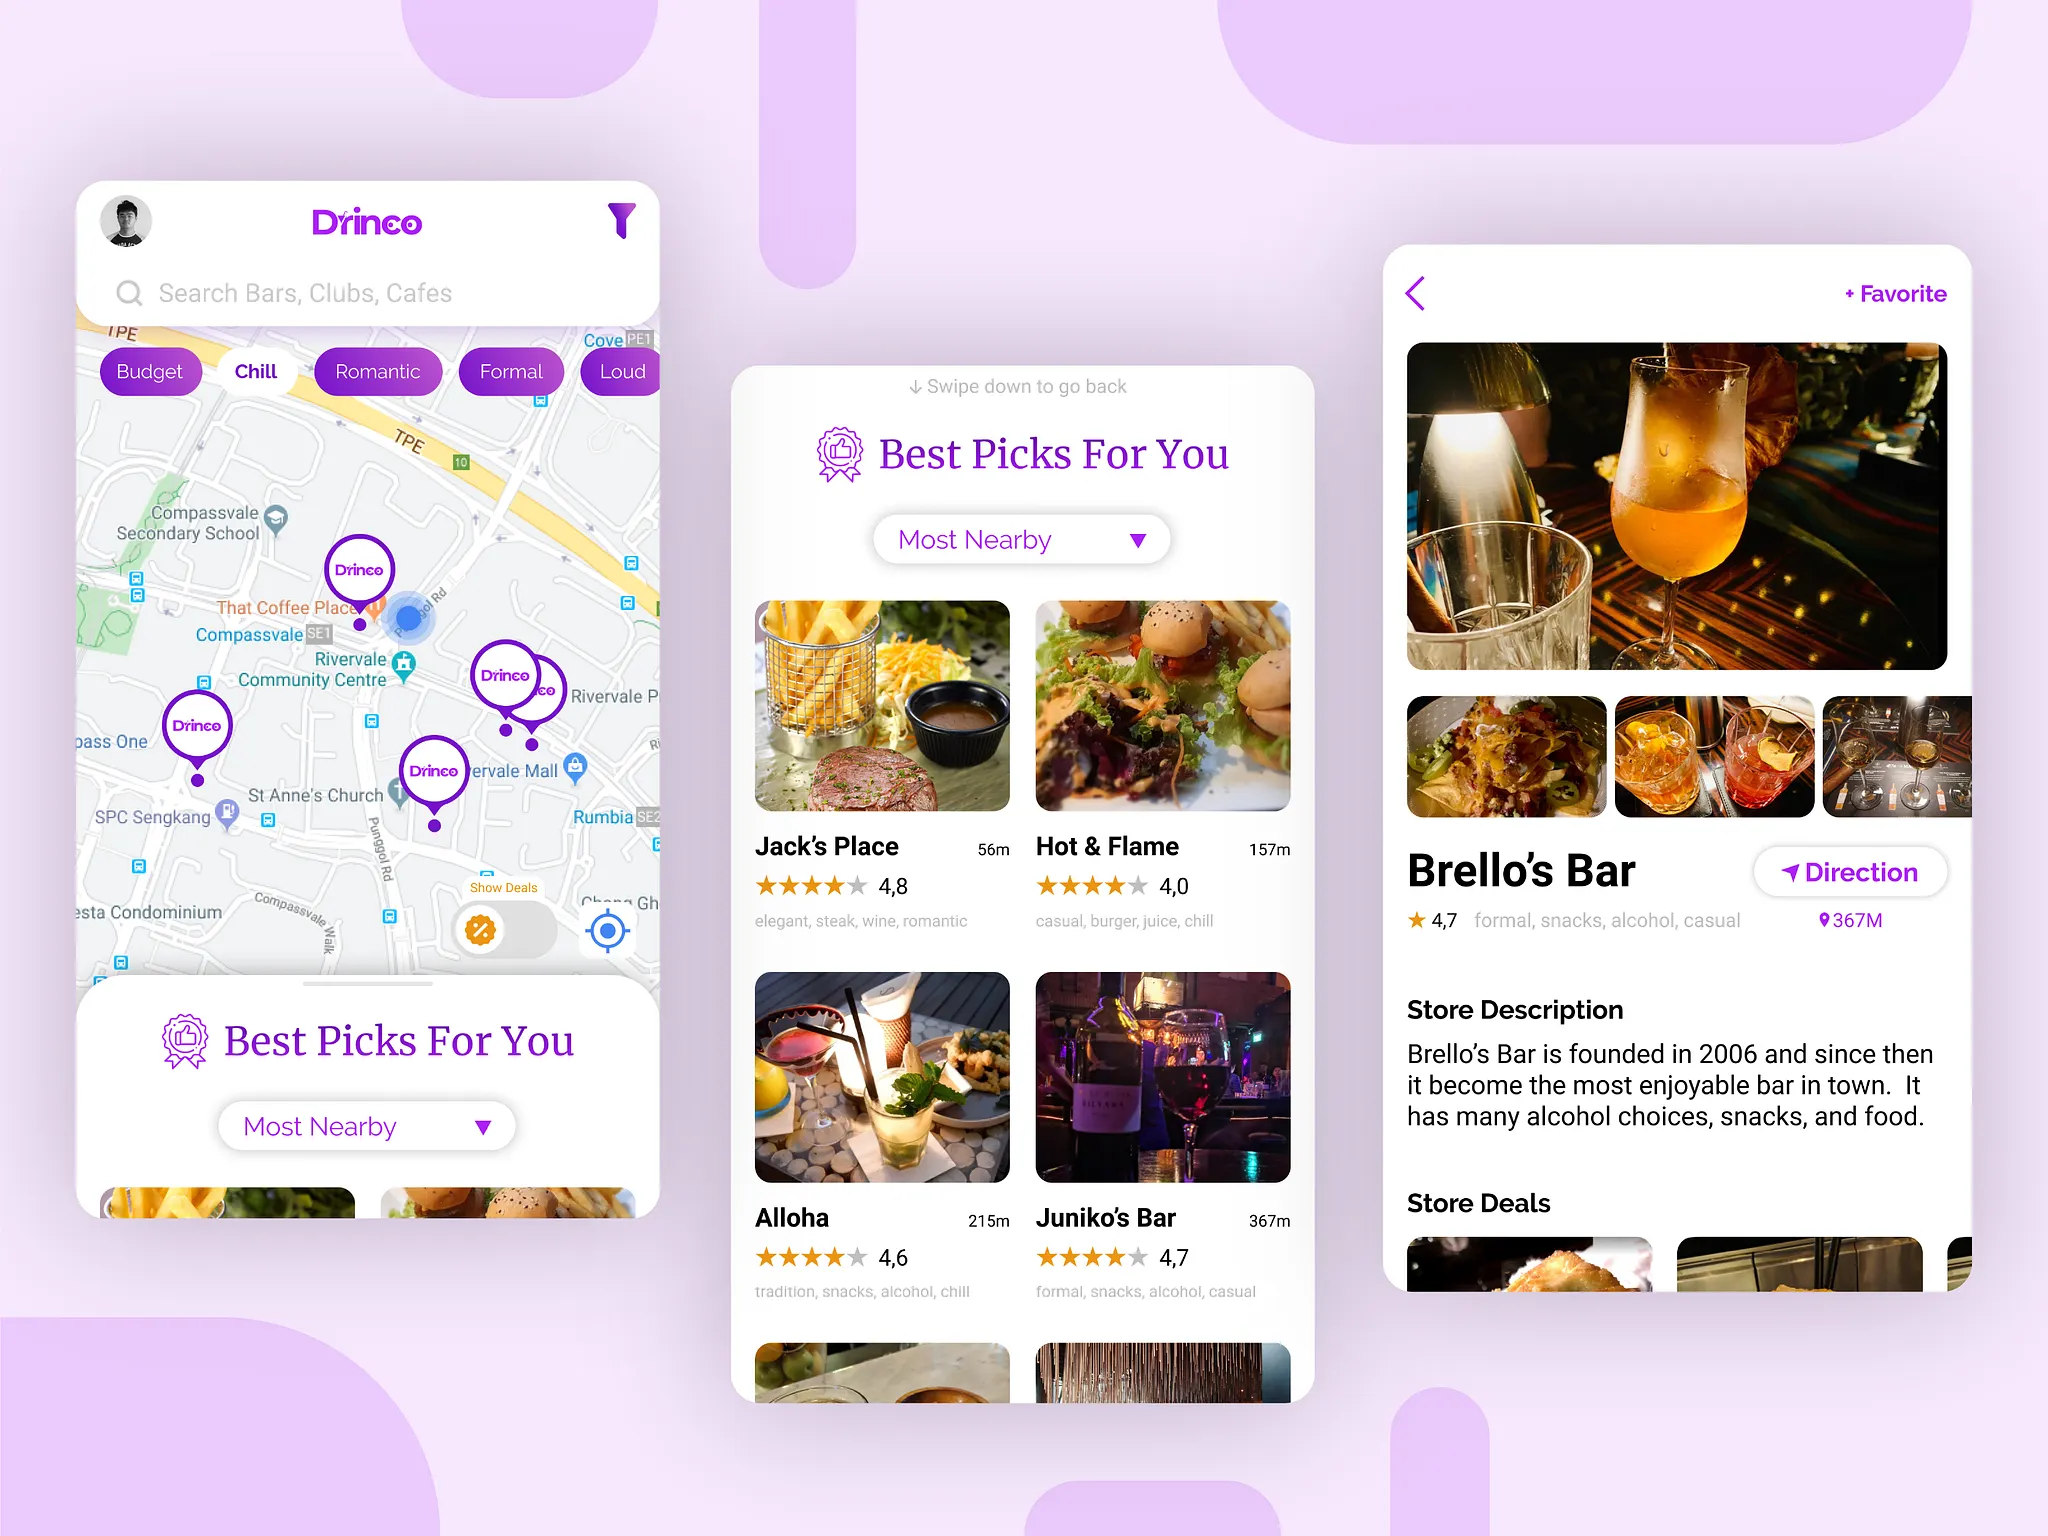 Drinco
Search Bars, Clubs, Cafes
TPE
Cove PE1
Budget
Chill
Romantic
Formal
Loud
TPE
10
Compassvale
Secondary School
Drinco
That Coffee Place
Punggol Rd
Compassvale SE1
Rivervale
Community Centre
Drinco
co
Rivervale P
Drinco
pass One
Drinco
ervale Mall
St Anne's Church
SPC Sengkang
Rumbia SE2
Punggol Rd
Show Deals
esta Condominium
Compassvale Walk
Best Picks For You
Most Nearby
↓ Swipe down to go back
Best Picks For You
Most Nearby
Jack's Place
56m
4,8
elegant, steak, wine, romantic
Hot & Flame
157m
4,0
casual, burger, juice, chill
Alloha
215m
4,6
tradition, snacks, alcohol, chill
Juniko's Bar
367m
4,7
formal, snacks, alcohol, casual
+ Favorite
Brello's Bar
Direction
4,7 formal, snacks, alcohol, casual
367M
Store Description
Brello's Bar is founded in 2006 and since then
it become the most enjoyable bar in town. It
has many alcohol choices, snacks, and food.
Store Deals